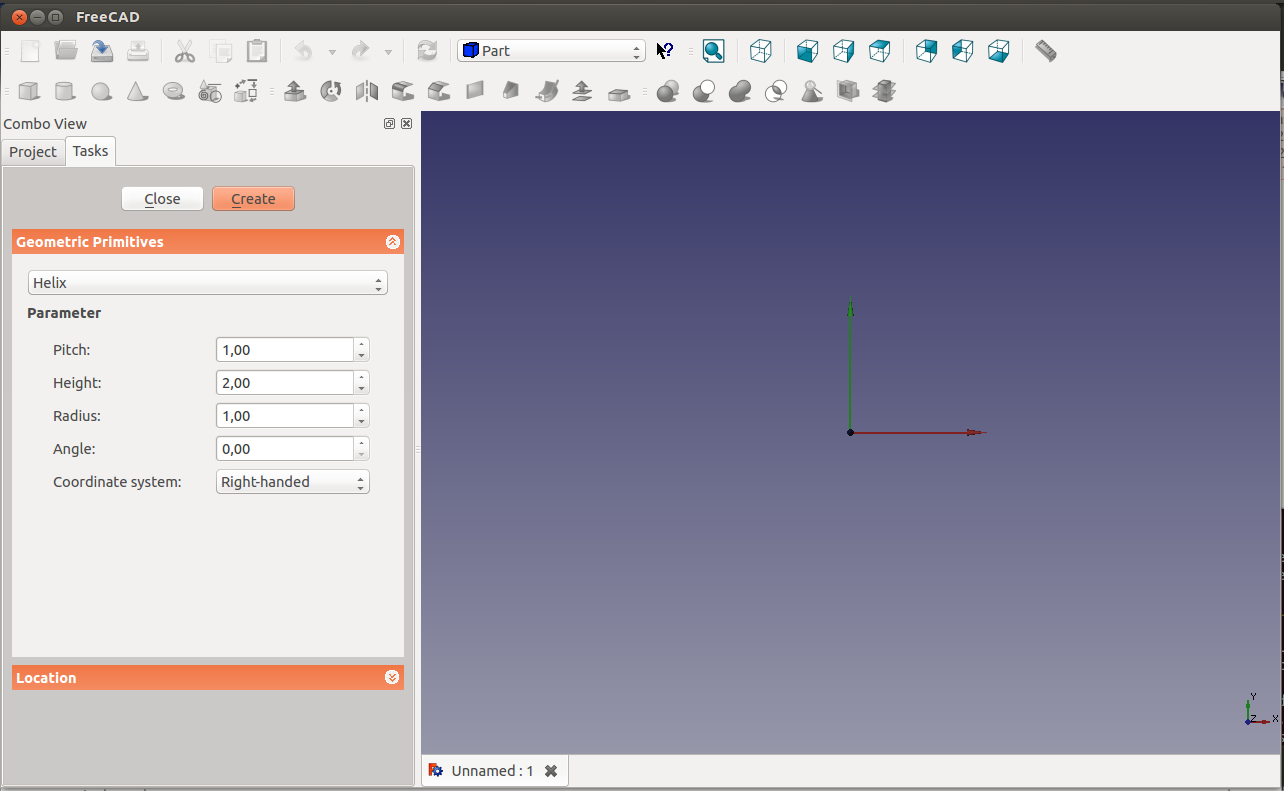 FreeCAD
Part
Combo View
Project Tasks
Close Create
Geometric Primitives
Helix
Parameter
Pitch: 1,00
Height: 2,00
Radius: 1,00
Angle: 0,00
Coordinate system: Right-handed
Location
Y
Z X
Unnamed : 1